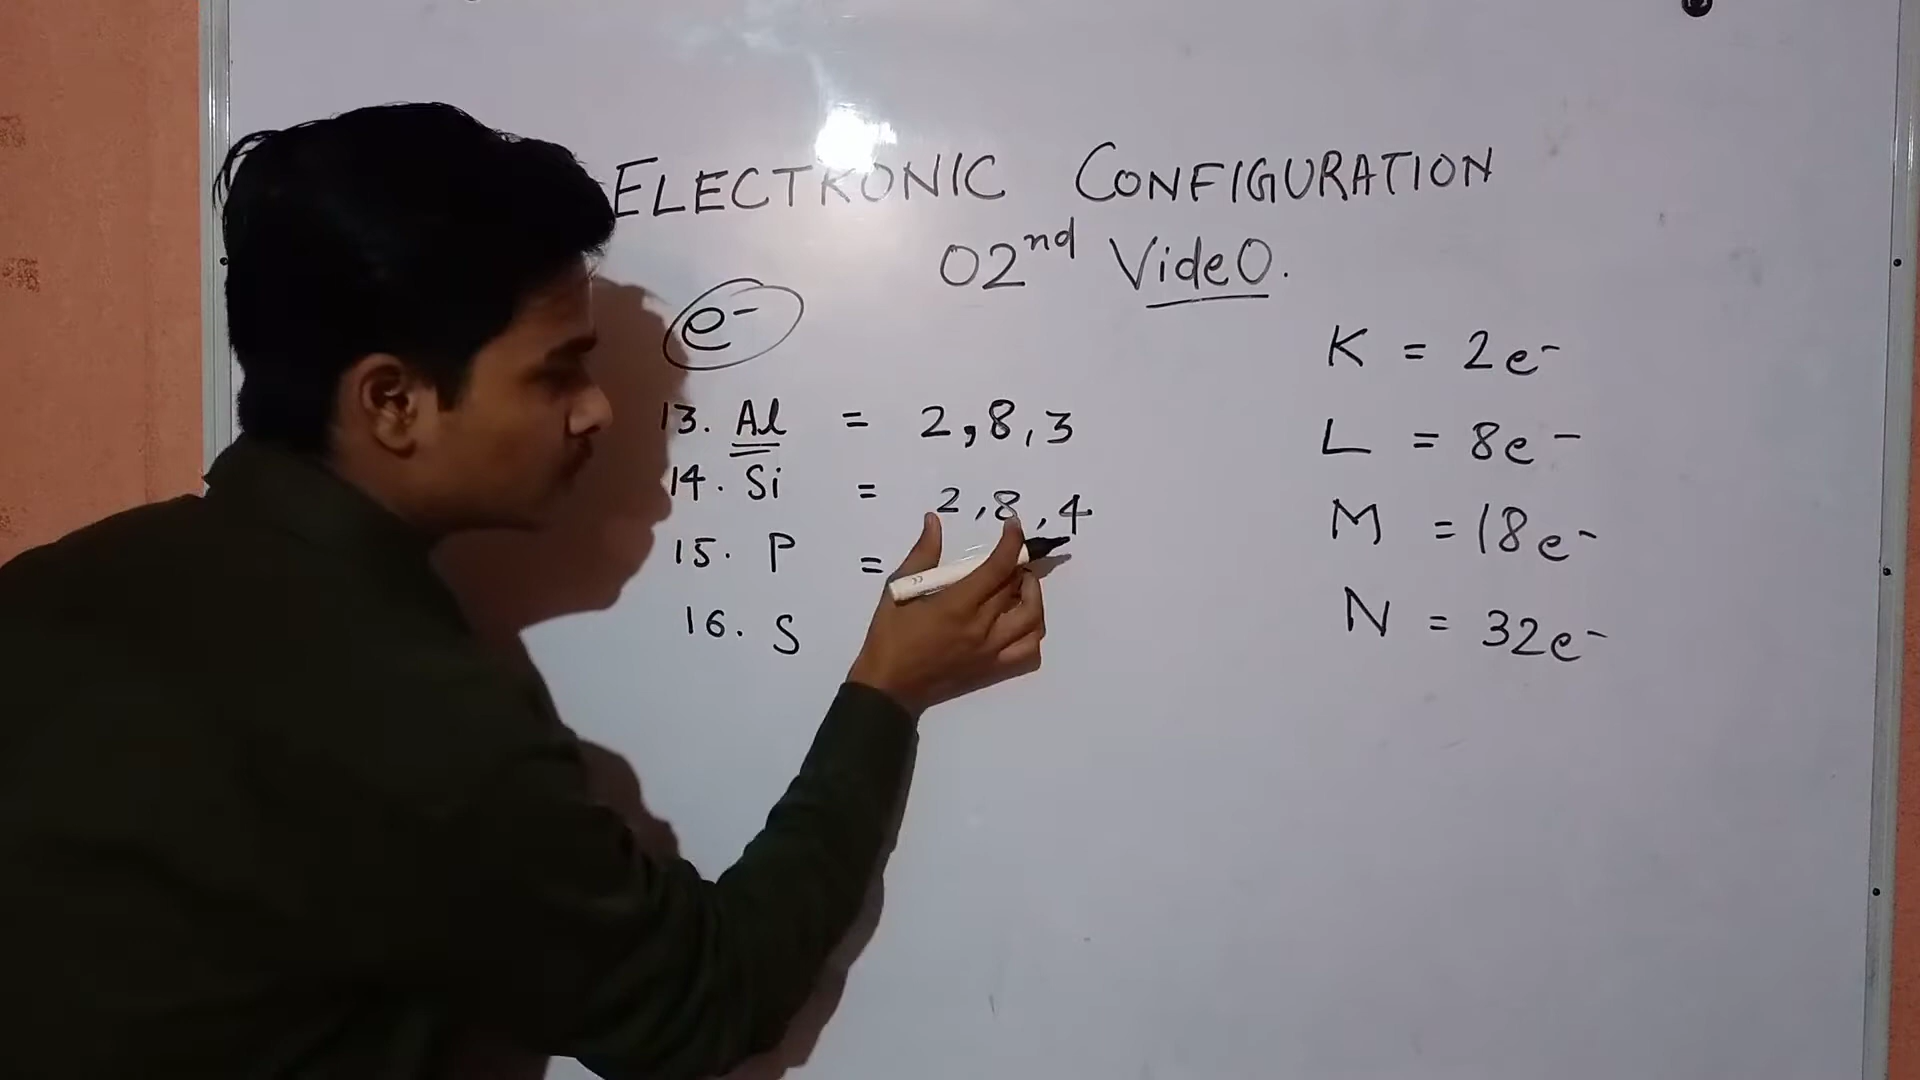 ELECTRONIC CONFIGURATION
02nd VideO.
e-
13. Al = 2,8,3
14. Si = 2,8,4
15. P =
16. S
K = 2e-
L = 8e-
M = 18e-
N = 32e-